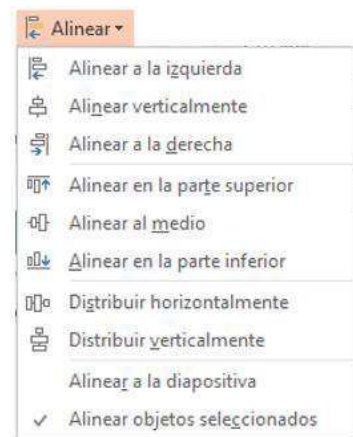 Alinear
Alinear a la izquierda
Alinear verticalmente
Alinear a la derecha
Alinear en la parte superior
Alinear al medio
Alinear en la parte inferior
Distribuir horizontalmente
Distribuir verticalmente
Alinear a la diapositiva
Alinear objetos seleccionados